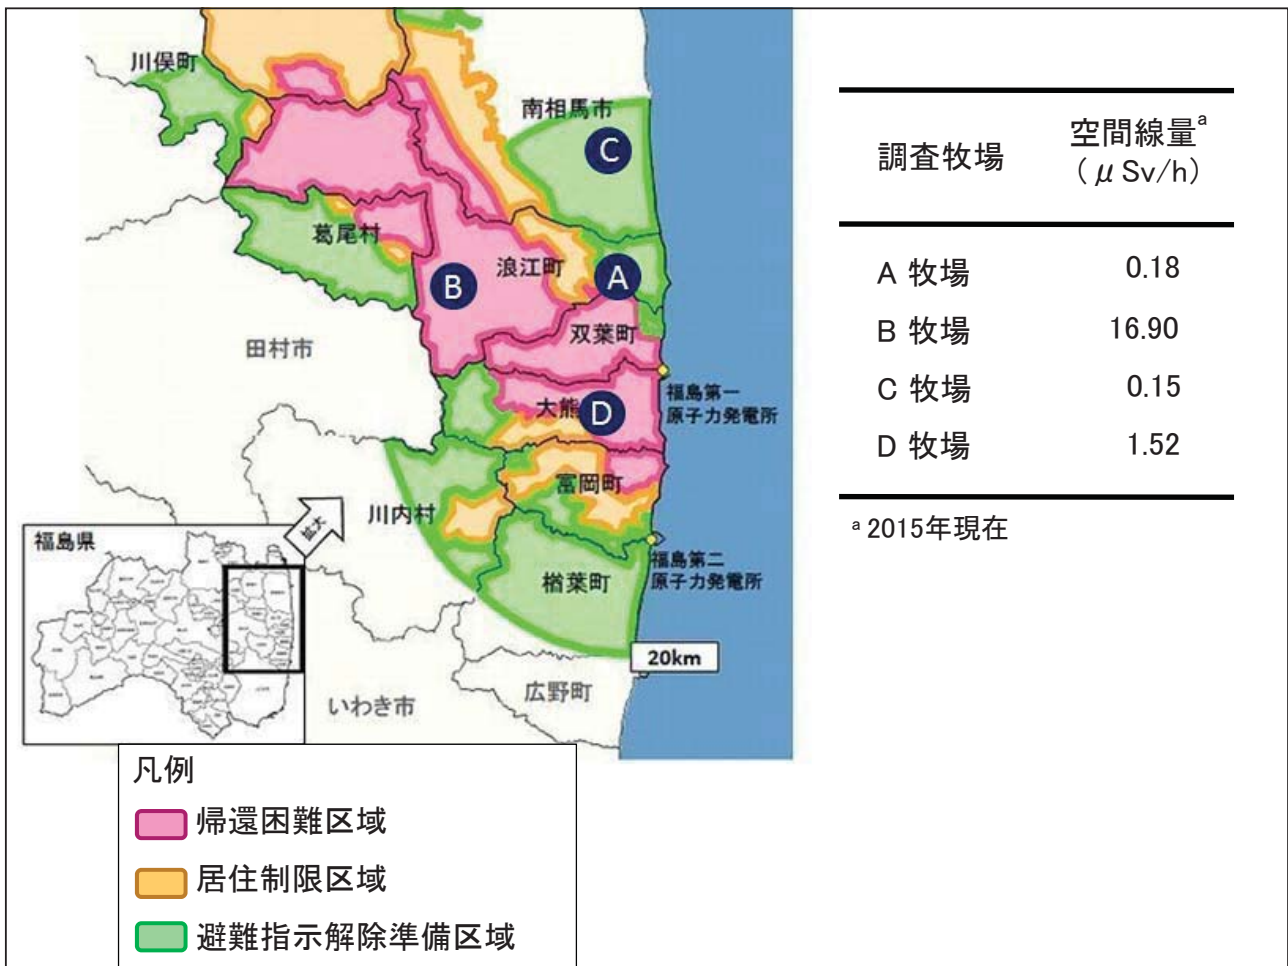 川俣町
南相馬市
C
葛尾村
浪江町
A
B
双葉町
田村市
福島第一
原子力発電所
大熊
D
富岡町
川内村
拡大
福島県
福島第二
原子力発電所
楢葉町
20km
広野町
いわき市
凡例
帰還困難区域
居住制限区域
避難指示解除準備区域
調査牧場 空間線量a
(μSv/h)
A 牧場 0.18
B 牧場 16.90
C 牧場 0.15
D 牧場 1.52
a 2015年現在